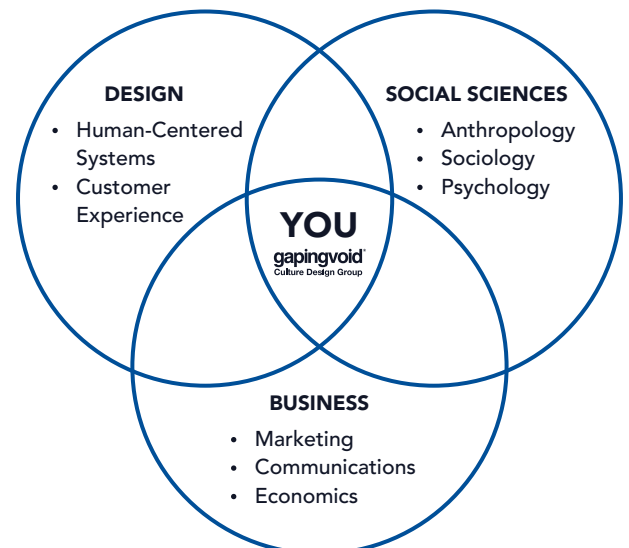 DESIGN
• Human-Centered
Systems
• Customer
Experience
SOCIAL SCIENCES
• Anthropology
• Sociology
• Psychology
YOU
gapingvoid®
Culture Design Group
BUSINESS
• Marketing
• Communications
• Economics